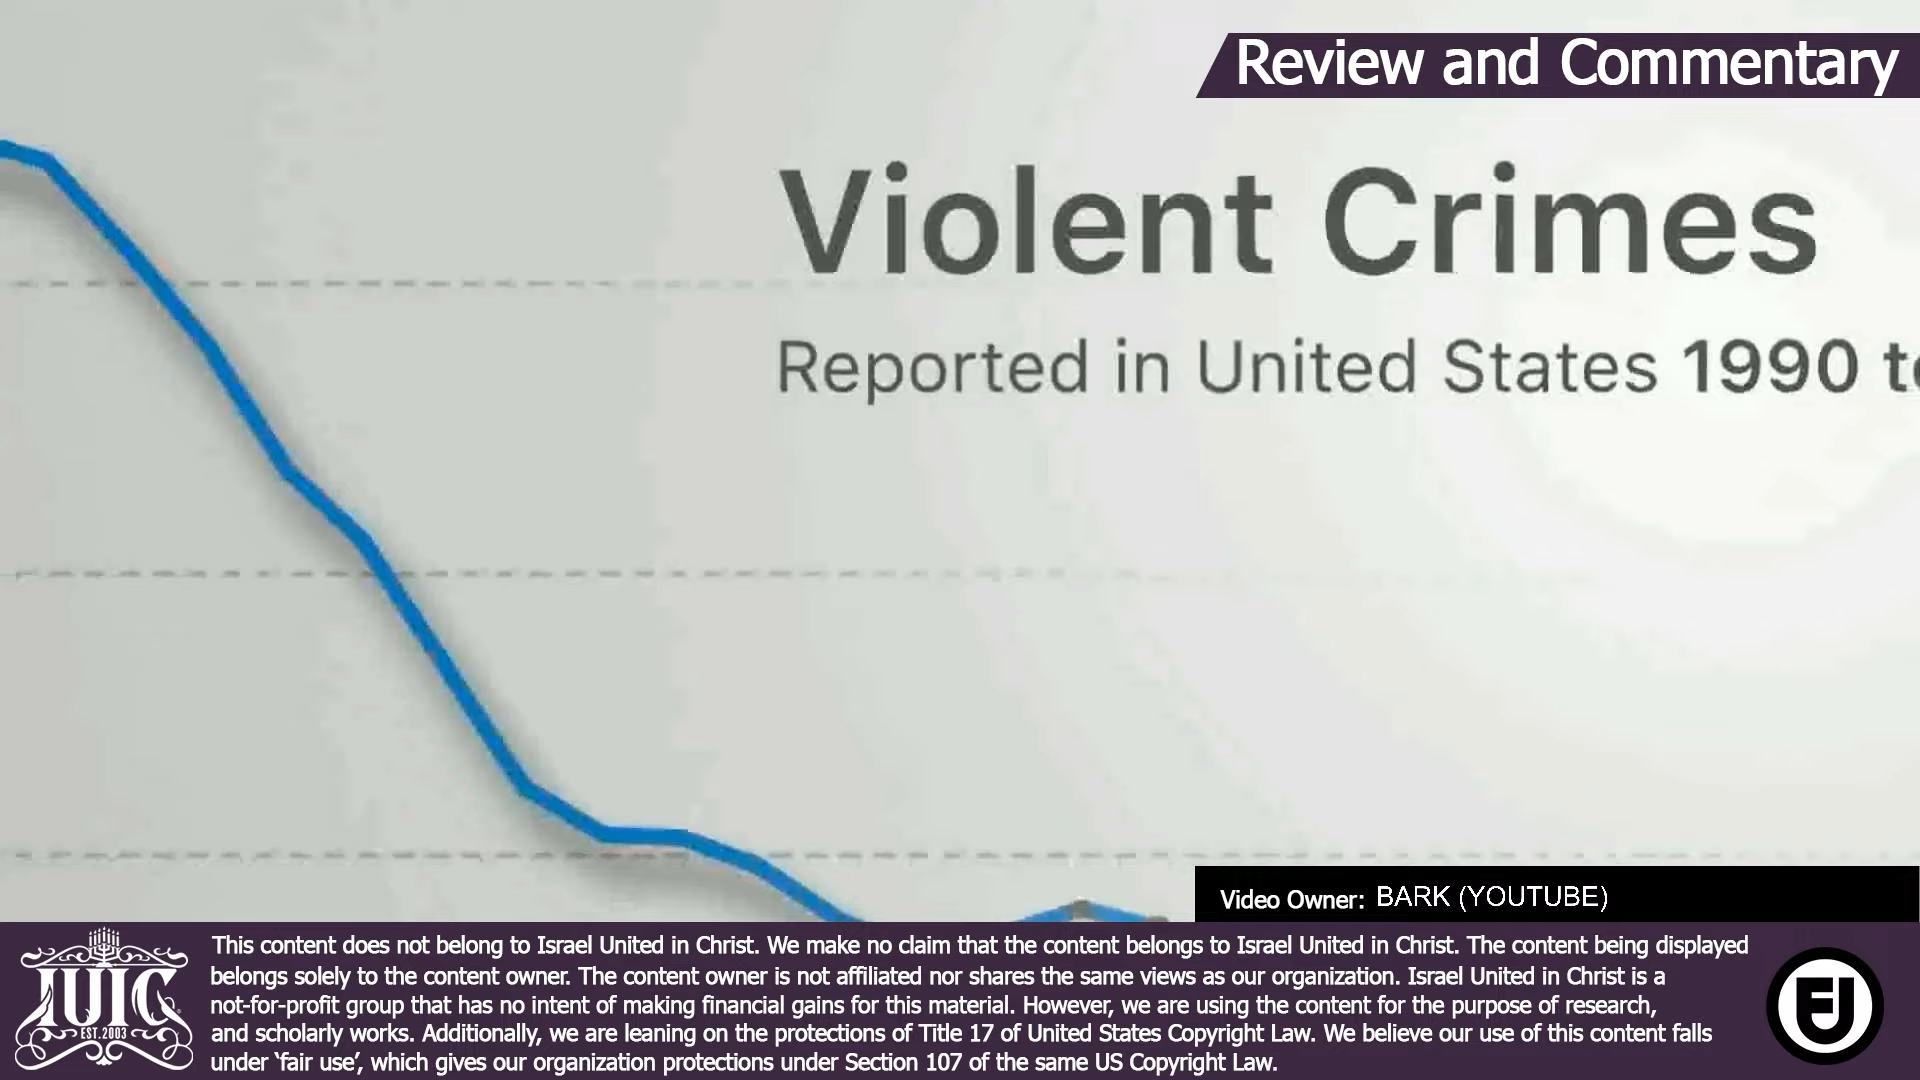 Review and Commentary
Violent Crimes
Reported in United States 1990
Video Owner: BARK (YOUTUBE)
This content does not belong to Israel United in Christ. We make no claim that the content belongs to Israel United in Christ. The content being displayed
belongs solely to the content owner. The content owner is not affiliated nor shares the same views as our organization. Israel United in Christ is a
not-for-profit group that has no intent of making financial gains for this material. However, we are using the content for the purpose of research,
and scholarly works. Additionally, we are leaning on the protections of Title 17 of United States Copyright Law. We believe our use of this content falls
under ‘fair use’, which gives our organization protections under Section 107 of the same US Copyright Law.
IUIC
EST. 2003